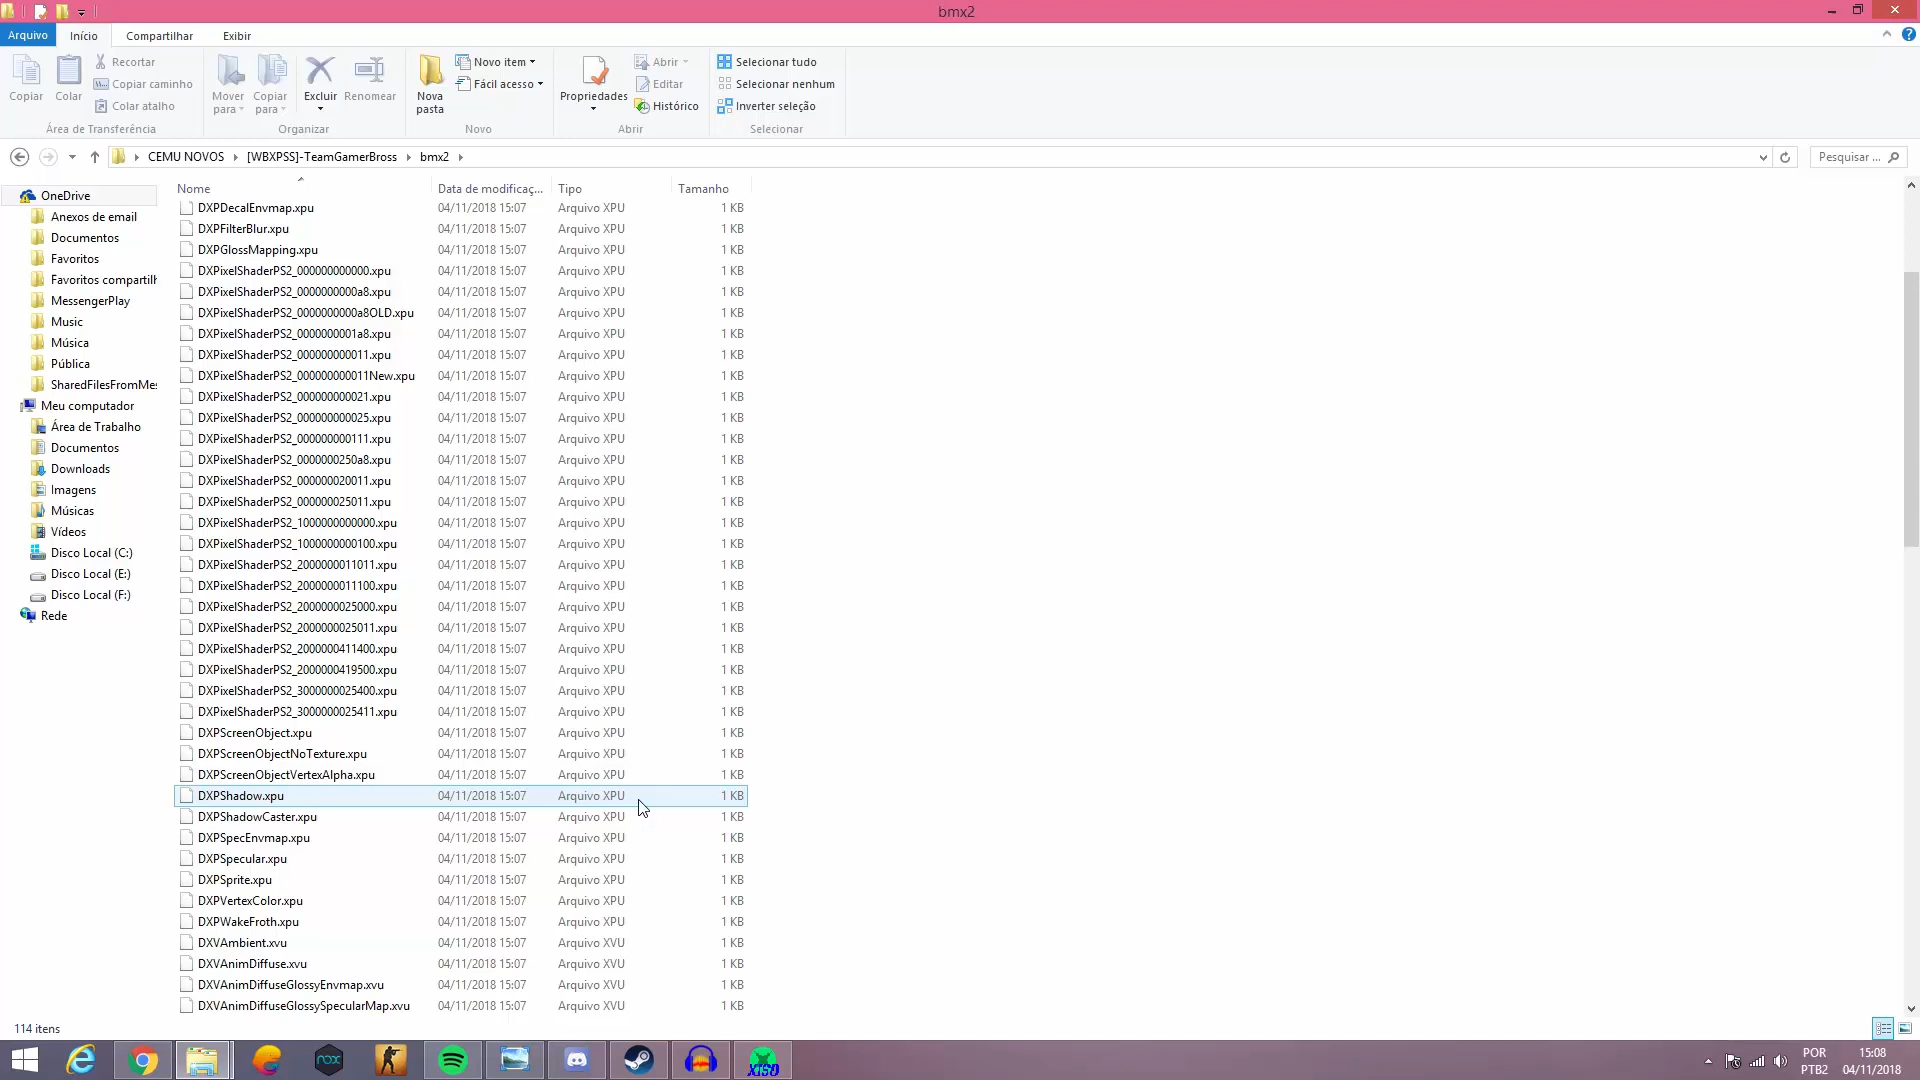 bmx2
Arquivo Início Compartilhar Exibir
Copiar Colar Recortar Copiar caminho Colar atalho
Área de Transferência
Mover para Copiar para Excluir Renomear
Organizar
Nova pasta Novo item Fácil acesso
Novo
Propriedades Abrir Editar Histórico
Abrir
Selecionar tudo Selecionar nenhum Inverter seleção
Selecionar
CEMU NOVOS [WBXPSS]-TeamGamerBross bmx2
Pesquisar ...
OneDrive
Anexos de email
Documentos
Favoritos
Favoritos compartilh
MessengerPlay
Music
Música
Pública
SharedFilesFromMes
Meu computador
Área de Trabalho
Documentos
Downloads
Imagens
Músicas
Vídeos
Disco Local (C:)
Disco Local (E:)
Disco Local (F:)
Rede
Nome Data de modificaç... Tipo Tamanho
DXPDecalEnvmap.xpu 04/11/2018 15:07 Arquivo XPU 1 KB
DXPFilterBlur.xpu 04/11/2018 15:07 Arquivo XPU 1 KB
DXPGlossMapping.xpu 04/11/2018 15:07 Arquivo XPU 1 KB
DXPixelShaderPS2_000000000000.xpu 04/11/2018 15:07 Arquivo XPU 1 KB
DXPixelShaderPS2_0000000000a8.xpu 04/11/2018 15:07 Arquivo XPU 1 KB
DXPixelShaderPS2_0000000000a8OLD.xpu 04/11/2018 15:07 Arquivo XPU 1 KB
DXPixelShaderPS2_0000000001a8.xpu 04/11/2018 15:07 Arquivo XPU 1 KB
DXPixelShaderPS2_000000000011.xpu 04/11/2018 15:07 Arquivo XPU 1 KB
DXPixelShaderPS2_000000000011New.xpu 04/11/2018 15:07 Arquivo XPU 1 KB
DXPixelShaderPS2_000000000021.xpu 04/11/2018 15:07 Arquivo XPU 1 KB
DXPixelShaderPS2_000000000025.xpu 04/11/2018 15:07 Arquivo XPU 1 KB
DXPixelShaderPS2_000000000111.xpu 04/11/2018 15:07 Arquivo XPU 1 KB
DXPixelShaderPS2_0000000250a8.xpu 04/11/2018 15:07 Arquivo XPU 1 KB
DXPixelShaderPS2_000000020011.xpu 04/11/2018 15:07 Arquivo XPU 1 KB
DXPixelShaderPS2_000000025011.xpu 04/11/2018 15:07 Arquivo XPU 1 KB
DXPixelShaderPS2_1000000000000.xpu 04/11/2018 15:07 Arquivo XPU 1 KB
DXPixelShaderPS2_1000000000100.xpu 04/11/2018 15:07 Arquivo XPU 1 KB
DXPixelShaderPS2_2000000011011.xpu 04/11/2018 15:07 Arquivo XPU 1 KB
DXPixelShaderPS2_2000000011100.xpu 04/11/2018 15:07 Arquivo XPU 1 KB
DXPixelShaderPS2_2000000025000.xpu 04/11/2018 15:07 Arquivo XPU 1 KB
DXPixelShaderPS2_2000000025011.xpu 04/11/2018 15:07 Arquivo XPU 1 KB
DXPixelShaderPS2_2000000411400.xpu 04/11/2018 15:07 Arquivo XPU 1 KB
DXPixelShaderPS2_2000000419500.xpu 04/11/2018 15:07 Arquivo XPU 1 KB
DXPixelShaderPS2_3000000025400.xpu 04/11/2018 15:07 Arquivo XPU 1 KB
DXPixelShaderPS2_3000000025411.xpu 04/11/2018 15:07 Arquivo XPU 1 KB
DXPScreenObject.xpu 04/11/2018 15:07 Arquivo XPU 1 KB
DXPScreenObjectNoTexture.xpu 04/11/2018 15:07 Arquivo XPU 1 KB
DXPScreenObjectVertexAlpha.xpu 04/11/2018 15:07 Arquivo XPU 1 KB
DXPShadow.xpu 04/11/2018 15:07 Arquivo XPU 1 KB
DXPShadowCaster.xpu 04/11/2018 15:07 Arquivo XPU 1 KB
DXPSpecEnvmap.xpu 04/11/2018 15:07 Arquivo XPU 1 KB
DXPSpecular.xpu 04/11/2018 15:07 Arquivo XPU 1 KB
DXPSprite.xpu 04/11/2018 15:07 Arquivo XPU 1 KB
DXPVertexColor.xpu 04/11/2018 15:07 Arquivo XPU 1 KB
DXPWakeFroth.xpu 04/11/2018 15:07 Arquivo XPU 1 KB
DXVAmbient.xvu 04/11/2018 15:07 Arquivo XVU 1 KB
DXVAnimDiffuse.xvu 04/11/2018 15:07 Arquivo XVU 1 KB
DXVAnimDiffuseGlossyEnvmap.xvu 04/11/2018 15:07 Arquivo XVU 1 KB
DXVAnimDiffuseGlossySpecularMap.xvu 04/11/2018 15:07 Arquivo XVU 1 KB
114 itens
nox
XISO
POR
PTB2
15:08
04/11/2018